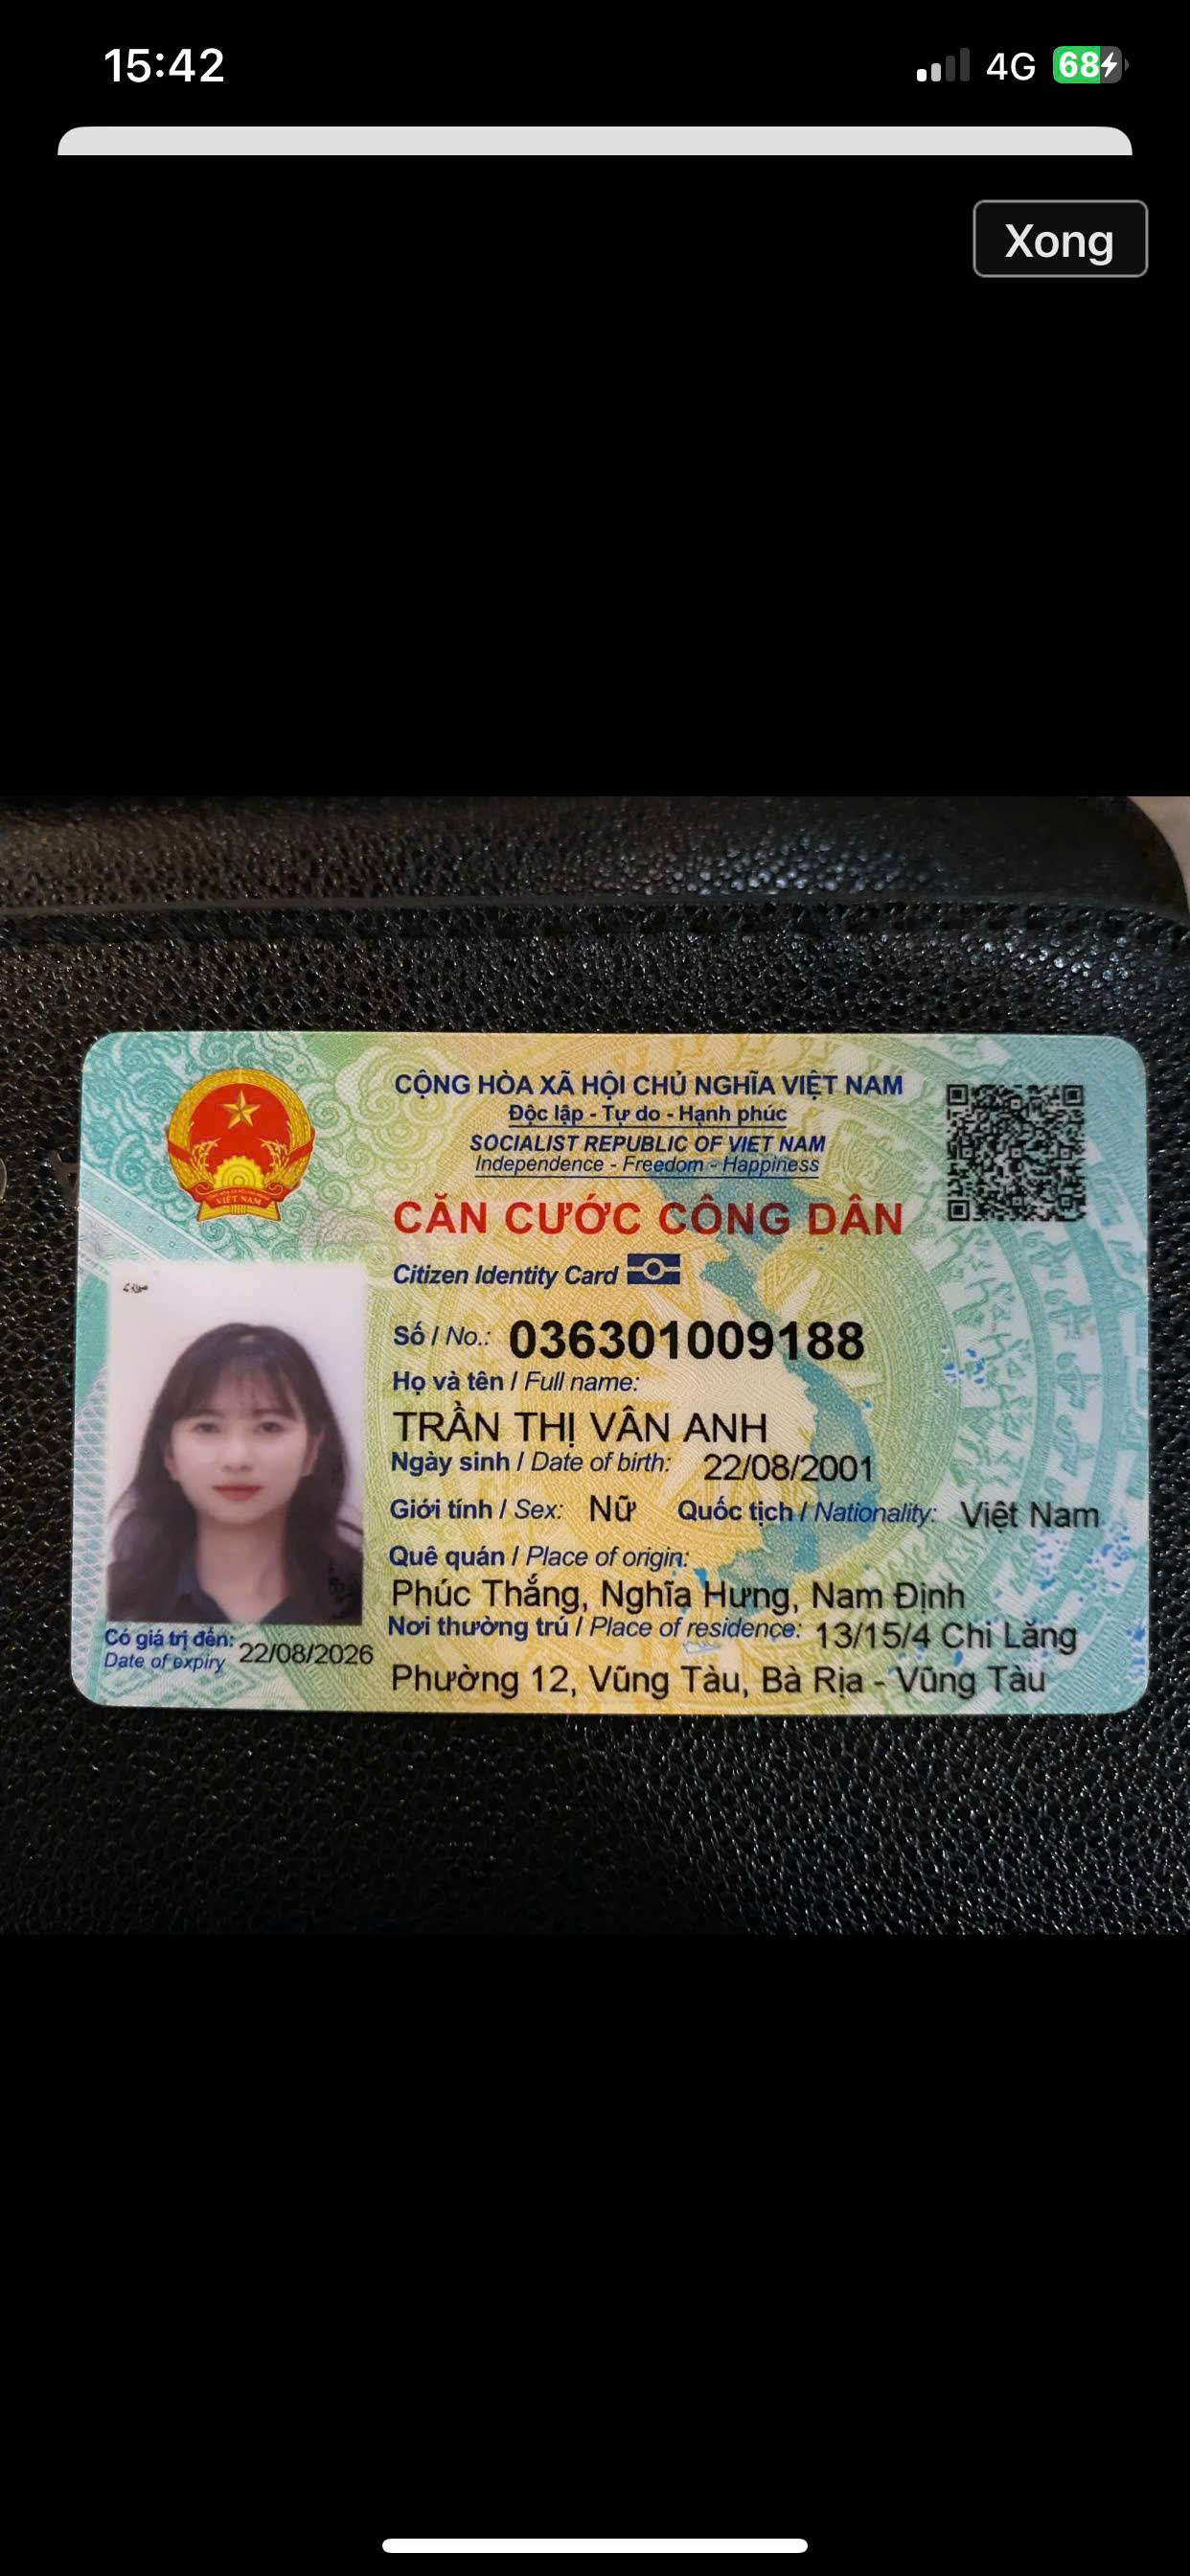 15:42
4G 68
Xong
CỘNG HÒA XÃ HỘI CHỦ NGHĨA VIỆT NAM
Độc lập - Tự do - Hạnh phúc
SOCIALIST REPUBLIC OF VIET NAM
Independence - Freedom - Happiness
CĂN CƯỚC CÔNG DÂN
Citizen Identity Card
Số / No.: 036301009188
Họ và tên / Full name:
TRẦN THỊ VÂN ANH
Ngày sinh / Date of birth: 22/08/2001
Giới tính / Sex: Nữ Quốc tịch / Nationality: Việt Nam
Quê quán / Place of origin:
Phúc Thắng, Nghĩa Hưng, Nam Định
Nơi thường trú / Place of residence: 13/15/4 Chi Lăng
Phường 12, Vũng Tàu, Bà Rịa - Vũng Tàu
Có giá trị đến: 22/08/2026
Date of expiry
VIỆT NAM